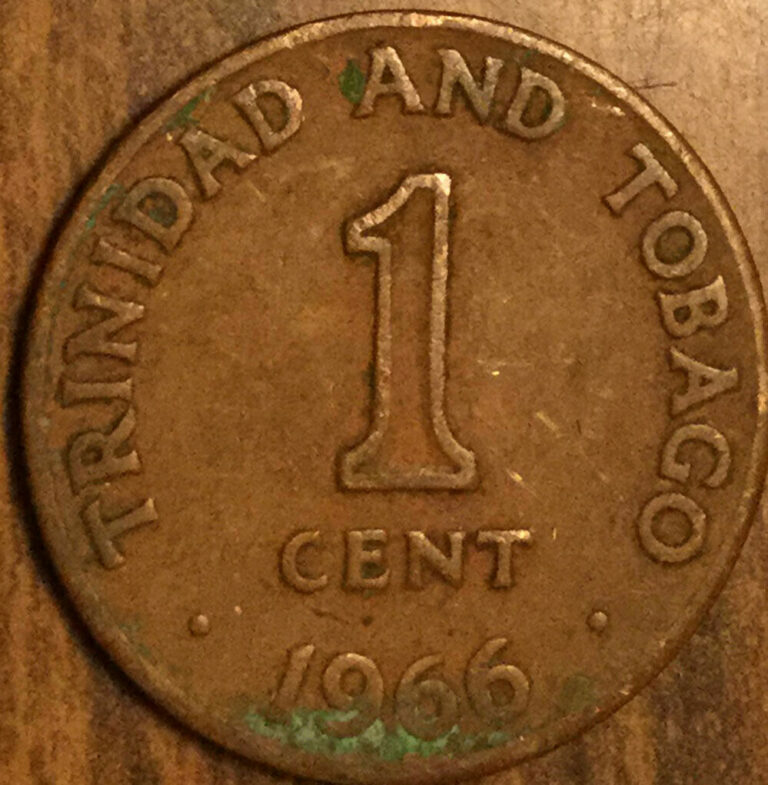 TRINIDAD AND TOBAGO
1
CENT
1966